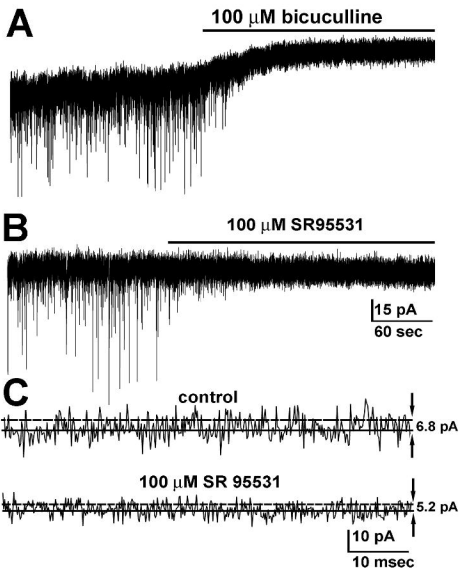 A
100 μM bicuculline
B
100 μM SR95531
15 pA
60 sec
C
control
6.8 pA
100 μM SR 95531
5.2 pA
10 pA
10 msec